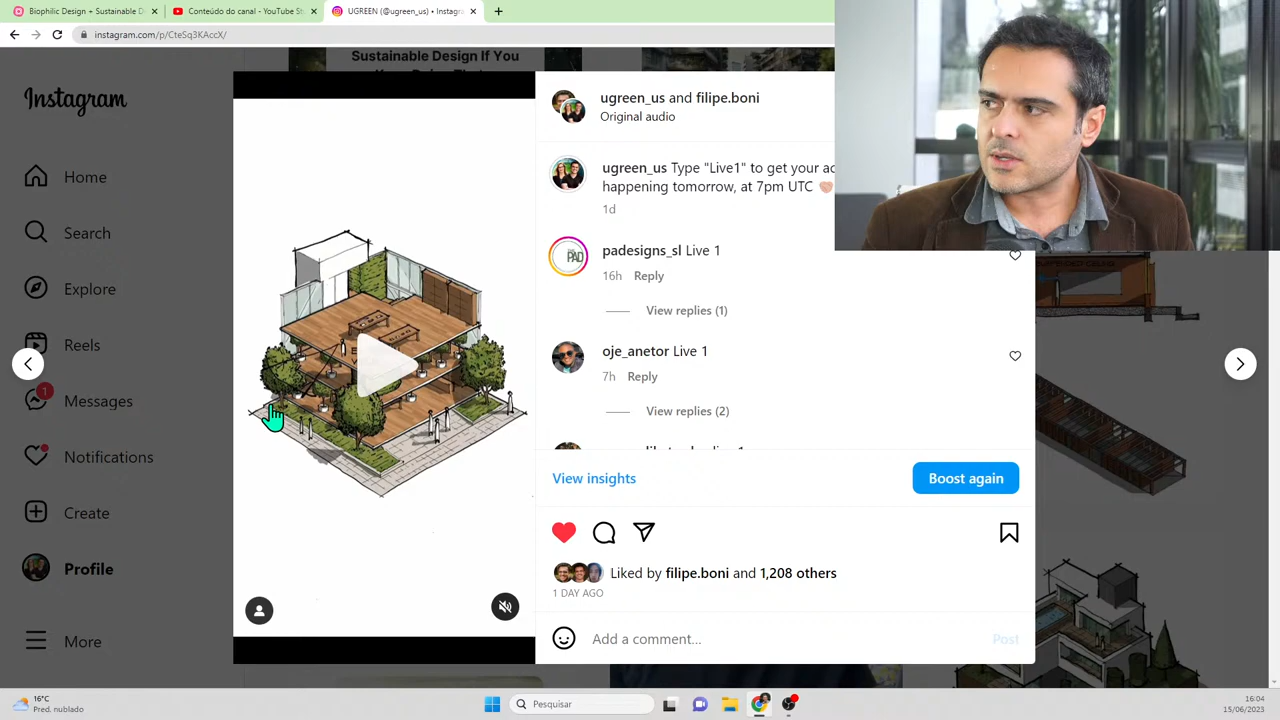 Biophilic Design + Sustainable D
Conteúdo do canal - YouTube St
UGREEN (@ugreen_us) • Instagra
instagram.com/p/CteSq3KAccX/
Sustainable Design If You
Instagram
ugreen_us and filipe.boni
Original audio
ugreen_us Type "Live1" to get your ac
happening tomorrow, at 7pm UTC
1d
Home
Search
Explore
Reels
1
Messages
Notifications
Create
Profile
More
PAD
padesigns_sl Live 1
16h Reply
View replies (1)
oje_anetor Live 1
7h Reply
View replies (2)
View insights
Boost again
Liked by filipe.boni and 1,208 others
1 DAY AGO
Add a comment...
Post
16°C
Pred. nublado
Pesquisar
16:04
15/06/2023